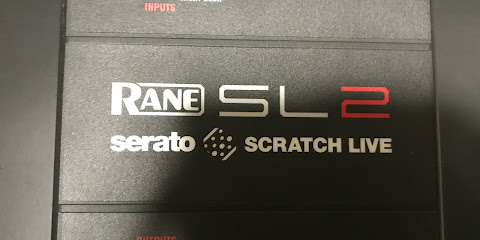 INPUTS
RANE SL2
serato SCRATCH LIVE
OUTPUTS